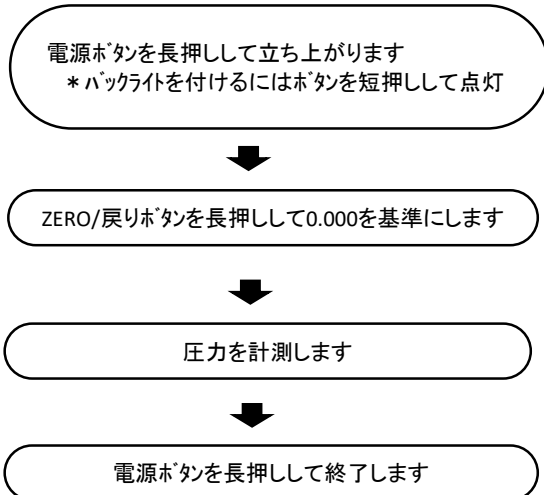 電源ﾎﾞﾀﾝを長押しして立ち上がります
＊ﾊﾞｯｸﾗｲﾄを付けるにはﾎﾞﾀﾝを短押しして点灯
ZERO/戻りﾎﾞﾀﾝを長押しして0.000を基準にします
圧力を計測します
電源ﾎﾞﾀﾝを長押しして終了します